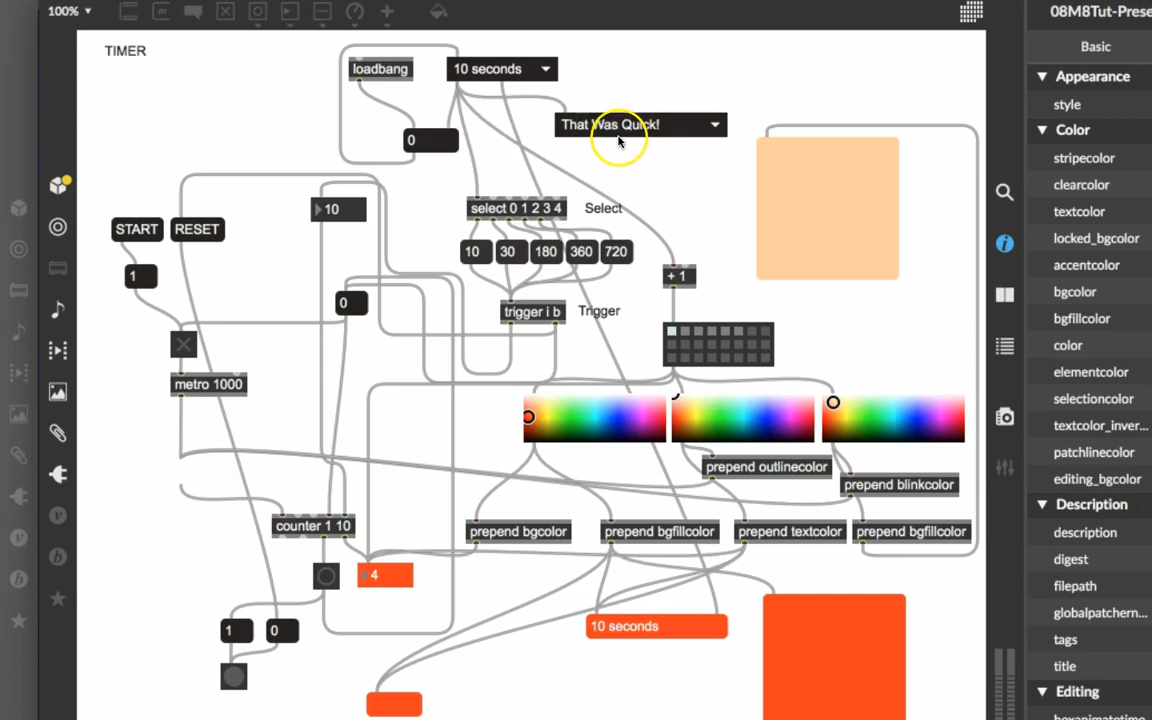 100%
08M8Tut-Prese
TIMER
Basic
loadbang
10 seconds
Appearance
style
0
That Was Quick!
Color
stripecolor
clearcolor
textcolor
10
select 0 1 2 3 4
Select
START
RESET
locked_bgcolor
10
30
180
360
720
accentcolor
1
+ 1
bgcolor
0
trigger i b
Trigger
bgfillcolor
color
elementcolor
metro 1000
selectioncolor
textcolor_inver...
patchlinecolor
prepend outlinecolor
editing_bgcolor
prepend blinkcolor
Description
counter 1 10
prepend bgcolor
prepend bgfillcolor
prepend textcolor
prepend bgfillcolor
description
digest
4
filepath
globalpatchern...
1
0
10 seconds
tags
title
Editing
boxanimatetime